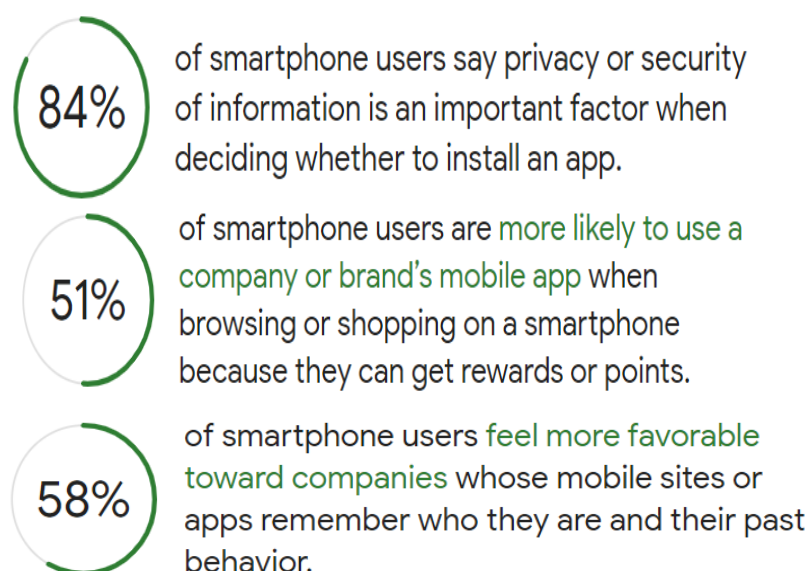 84%
of smartphone users say privacy or security
of information is an important factor when
deciding whether to install an app.
51%
of smartphone users are more likely to use a
company or brand’s mobile app when
browsing or shopping on a smartphone
because they can get rewards or points.
58%
of smartphone users feel more favorable
toward companies whose mobile sites or
apps remember who they are and their past
behavior.